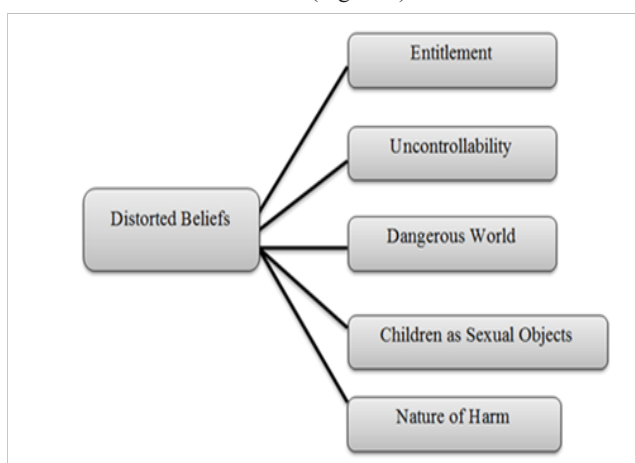 Entitlement
Uncontrollability
Distorted Beliefs
Dangerous World
Children as Sexual Objects
Nature of Harm